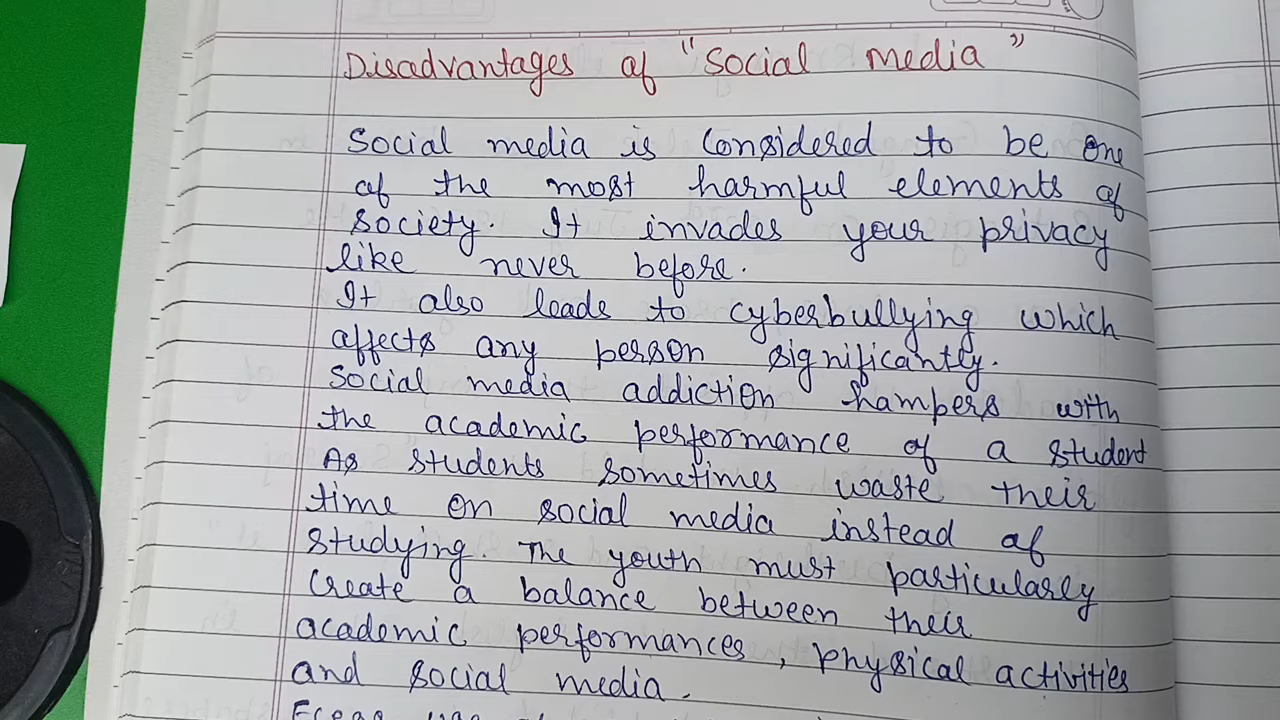 Disadvantages of "Social media"
Social media is Considered to be One
of the most harmful elements of
society. It invades your privacy
like never before.
It also leads to cyberbullying which
affects any person significantly.
Social media addiction hampers with
the academic performance of a student
As students sometimes waste their
time on social media instead of
studying. The youth must particularly
Create a balance between their
academic performances, physical activities
and social media.